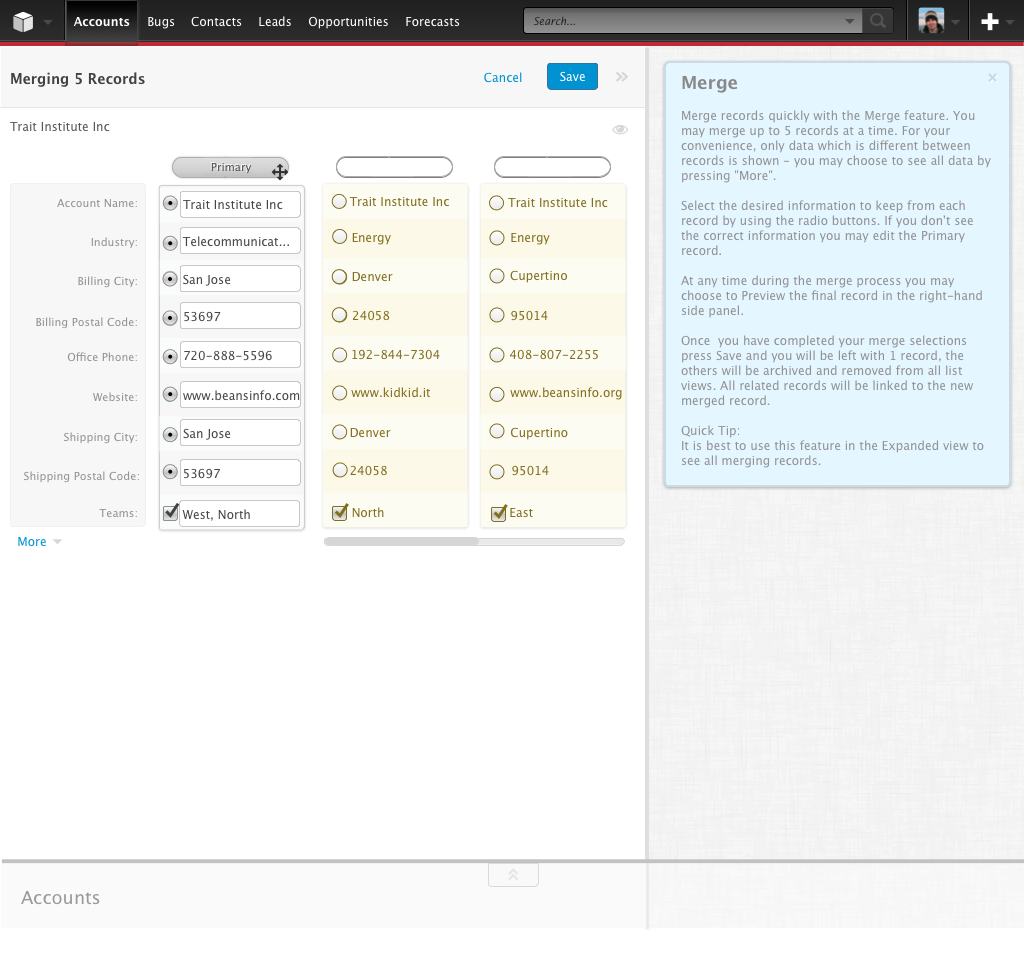 Accounts Bugs Contacts Leads Opportunities Forecasts Search...
Merging 5 Records Cancel Save
Trait Institute Inc
Primary
Account Name: Trait Institute Inc Trait Institute Inc Trait Institute Inc
Industry: Telecommunicat... Energy Energy
Billing City: San Jose Denver Cupertino
Billing Postal Code: 53697 24058 95014
Office Phone: 720-888-5596 192-844-7304 408-807-2255
Website: www.beansinfo.com www.kidkid.it www.beansinfo.org
Shipping City: San Jose Denver Cupertino
Shipping Postal Code: 53697 24058 95014
Teams: West, North North East
More
Merge
Merge records quickly with the Merge feature. You
may merge up to 5 records at a time. For your
convenience, only data which is different between
records is shown - you may choose to see all data by
pressing "More".
Select the desired information to keep from each
record by using the radio buttons. If you don't see
the correct information you may edit the Primary
record.
At any time during the merge process you may
choose to Preview the final record in the right-hand
side panel.
Once you have completed your merge selections
press Save and you will be left with 1 record, the
others will be archived and removed from all list
views. All related records will be linked to the new
merged record.
Quick Tip:
It is best to use this feature in the Expanded view to
see all merging records.
Accounts